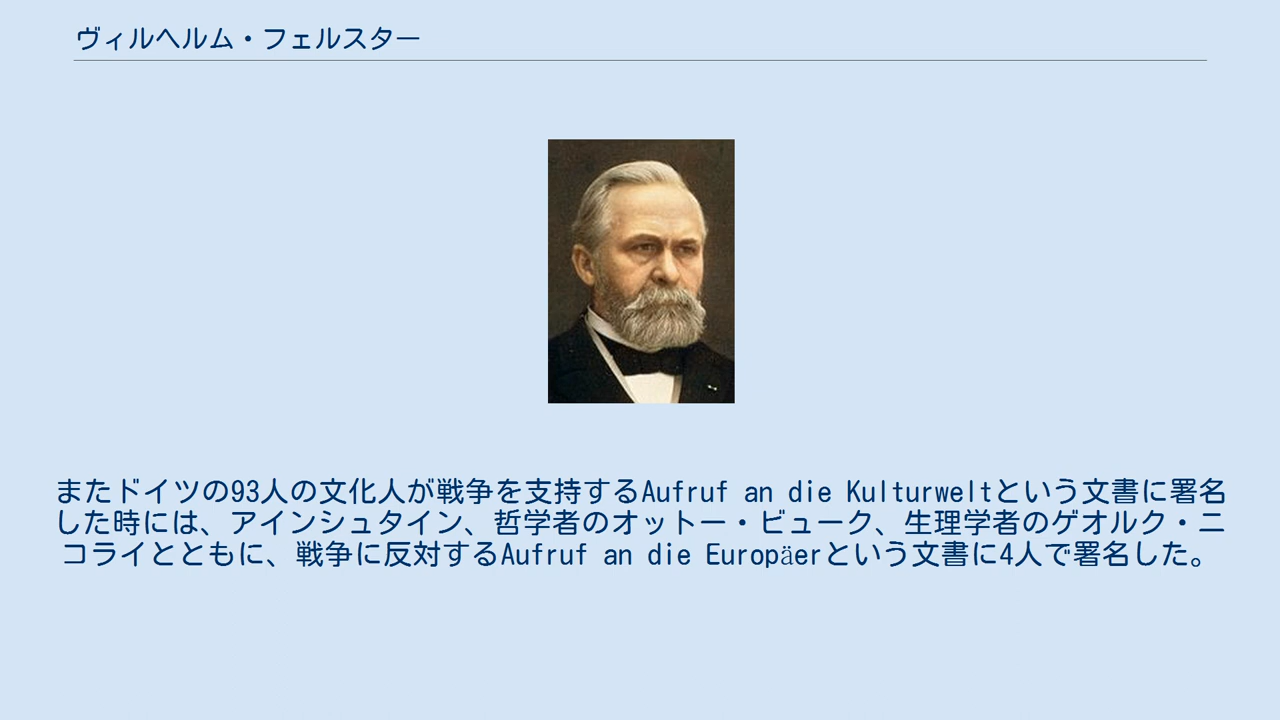 ヴィルヘルム・フェルスター
またドイツの93人の文化人が戦争を支持するAufruf an die Kulturweltという文書に署名
した時には、アインシュタイン、哲学者のオットー・ビューク、生理学者のゲオルク・ニ
コライとともに、戦争に反対するAufruf an die Europäerという文書に4人で署名した。